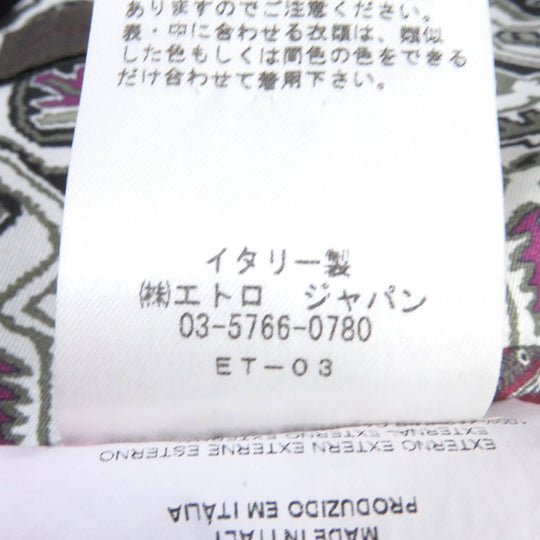 ありますのでご注意ください。
表・中に合わせる衣類は、類似
した色もしくは同色の色をできる
だけ合わせて着用下さい。
イタリー製
㈱エトロ ジャパン
03-5766-0780
ET-03
EXTERNO EXTERN EXTERNAL EXTERNO EXTERNE ESTERNO
PRODUZIDO EM ITÁLIA
MADE IN ITALY